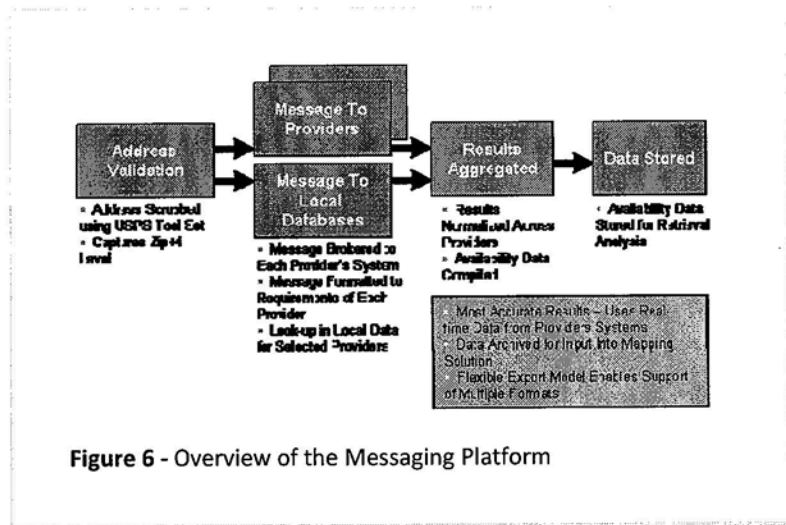 Message To
Providers
Address
Validation
Message To
Local
Databases
Results
Aggregated
Data Stored
• Address Scrubbed
using USPS Tool Set
• Captures Zip+4
Level
• Message Brokered to
Each Provider's System
• Message Formatted to
Requirements of Each
Provider
• Look-up in Local Data
for Selected Providers
• Results
Normalized Across
Providers
• Availability Data
Compiled
• Availability Data
Stored for Retrieval
Analysis
• Most Accurate Results – Uses Real-
time Data from Providers Systems
• Data Archived for Input Into Mapping
Solution
• Flexible Export Model Enables Support
of Multiple Formats
Figure 6 - Overview of the Messaging Platform